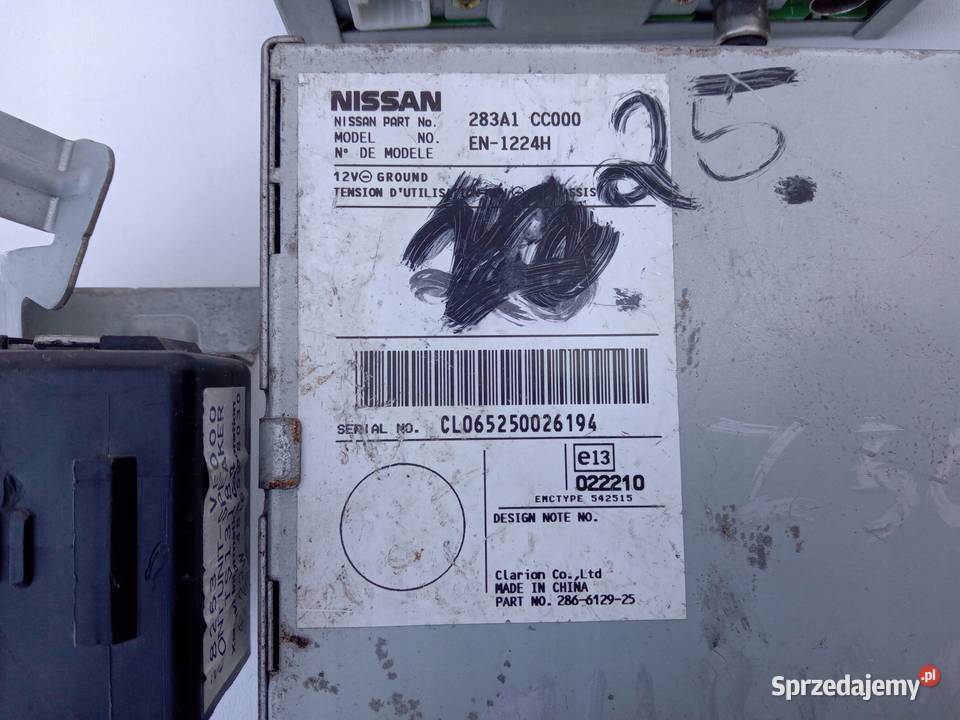 NISSAN
NISSAN PART No. 283A1 CC000
MODEL NO. EN-1224H
N° DE MODELE
12V⊖ GROUND
TENSION D'UTILISATION
25.
SERIAL NO. CL065250026194
e13
022210
EMCTYPE 542515
DESIGN NOTE NO.
Clarion Co.,Ltd
MADE IN CHINA
PART NO. 286-6129-25
Sprzedajemy.pl